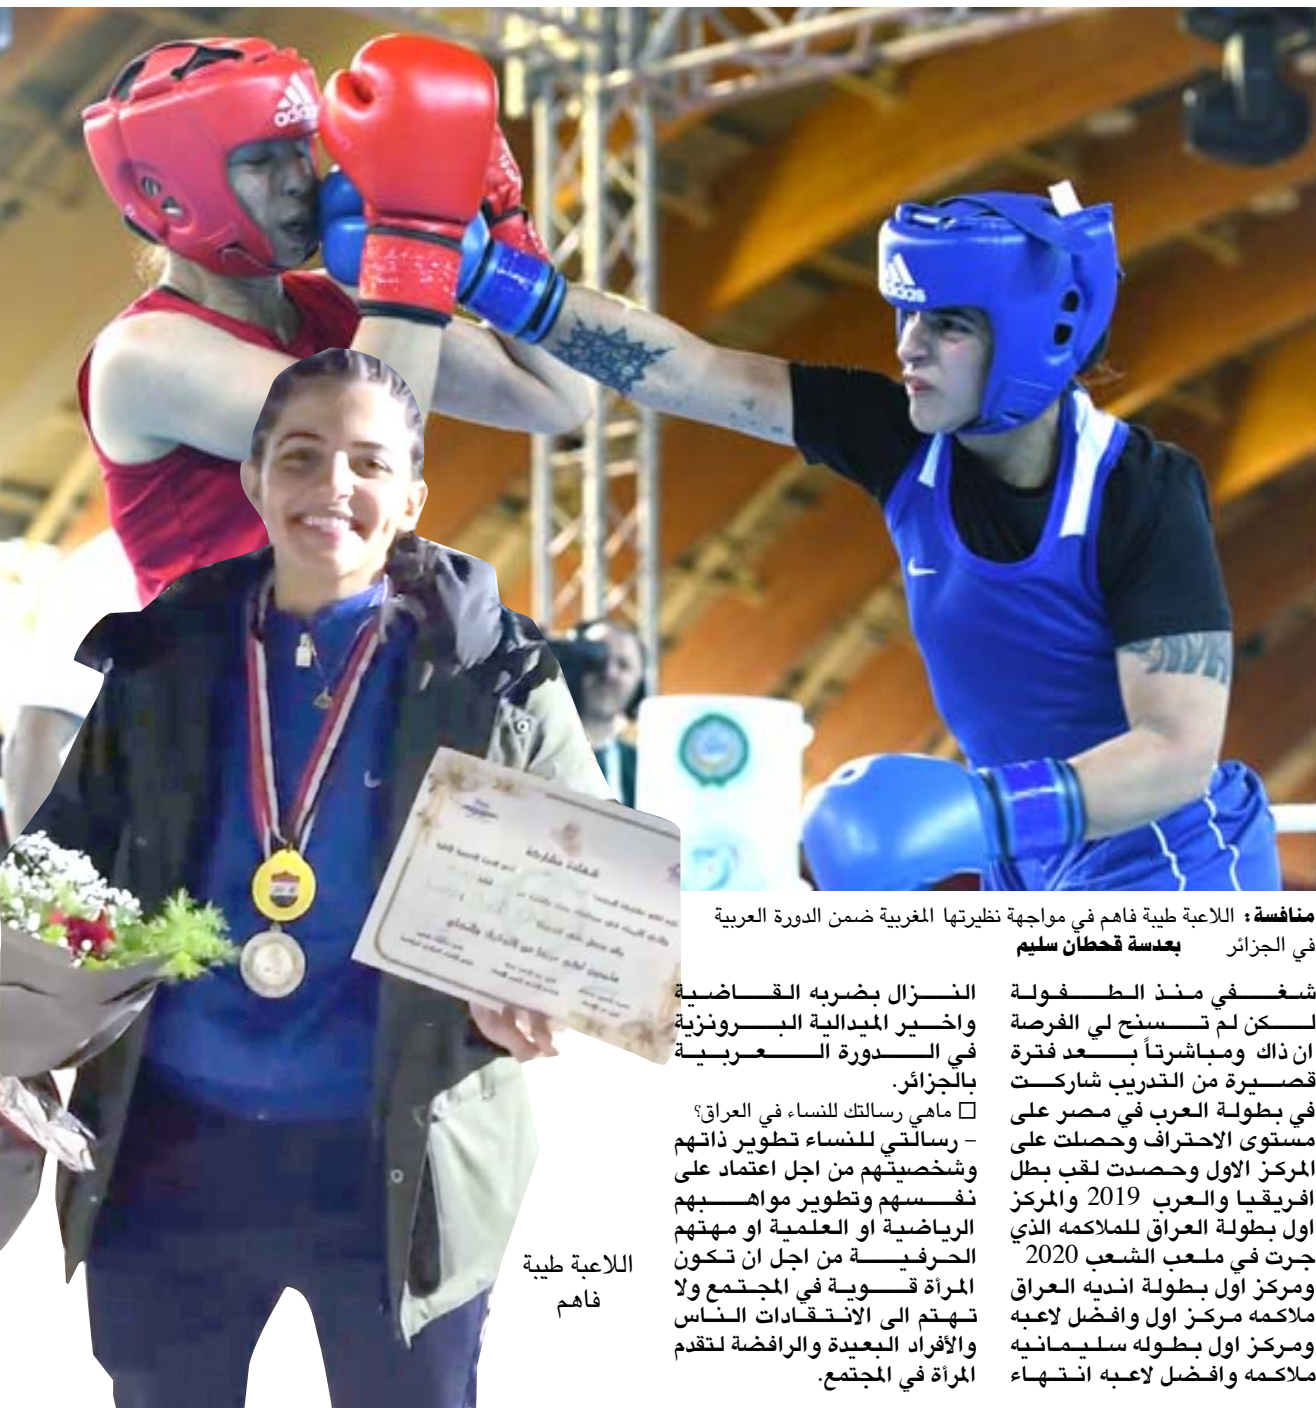 adidas
adidas
شهادة مشاركة
منافسة: اللاعبة طيبة فاهم في مواجهة نظيرتها المغربية ضمن الدورة العربية
في الجزائر بعدسة قحطان سليم
شغفي منذ الطفولة
لكن لم تسنح لي الفرصة
ان ذاك ومباشرتاً بعد فترة
قصيرة من التدريب شاركت
في بطولة العرب في مصر على
مستوى الاحتراف وحصلت على
المركز الاول وحصدت لقب بطل
افريقيا والعرب 2019 والمركز
اول بطولة العراق للملاكمه الذي
جرت في ملعب الشعب 2020
ومركز اول بطولة انديه العراق
ملاكمه مركز اول وافضل لاعبه
ومركز اول بطوله سليمانيه
ملاكمه وافضل لاعبه انتهاء
النزال بضربه القاضية
واخير الميدالية البرونزية
في الدورة العربية
بالجزائر.
□ ماهي رسالتك للنساء في العراق؟
– رسالتي للنساء تطوير ذاتهم
وشخصيتهم من اجل اعتماد على
نفسهم وتطوير مواهبهم
الرياضية او العلمية او مهتهم
الحرفية من اجل ان تكون
المرأة قوية في المجتمع ولا
تهتم الى الانتقادات الناس
والأفراد البعيدة والرافضة لتقدم
المرأة في المجتمع.
اللاعبة طيبة
فاهم